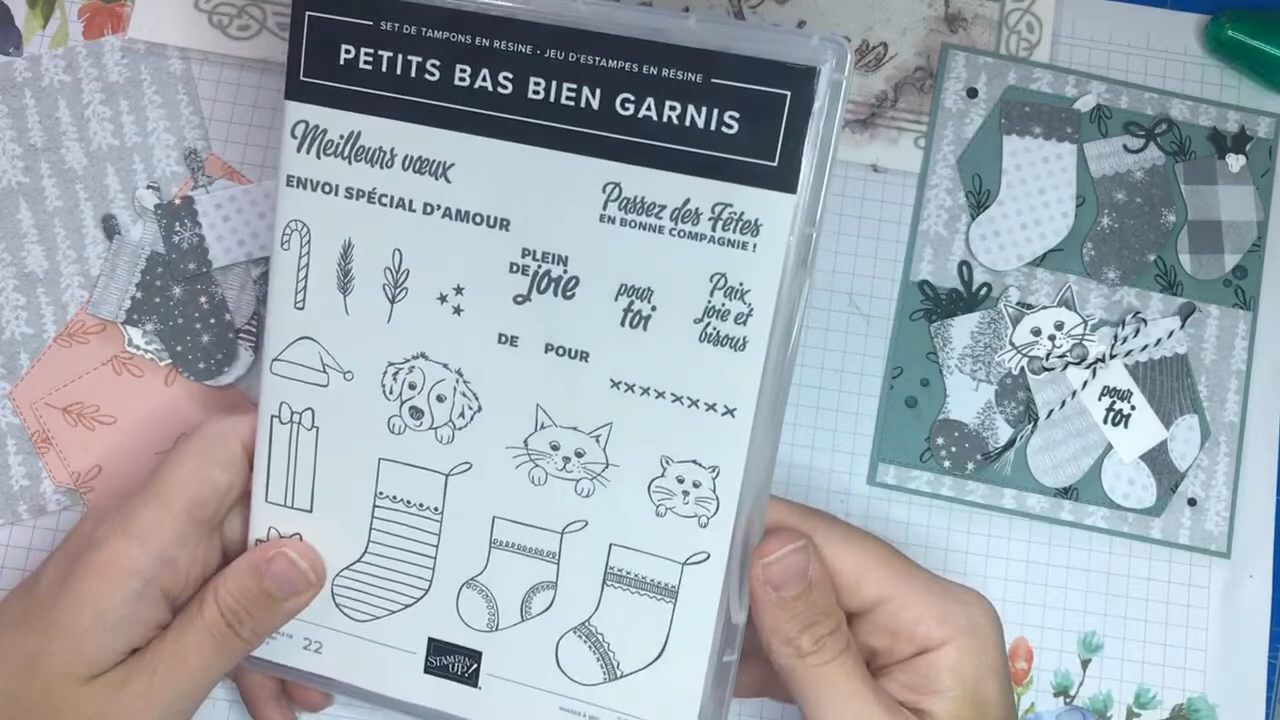 SET DE TAMPONS EN RÉSINE • JEU D'ESTAMPES EN RÉSINE
PETITS BAS BIEN GARNIS
Meilleurs vœux
ENVOI SPÉCIAL D'AMOUR
Passez des Fêtes
EN BONNE COMPAGNIE !
PLEIN
DE joie
pour
toi
Paix,
joie et
bisous
DE POUR
22
STAMPIN'
UP!
pour
toi